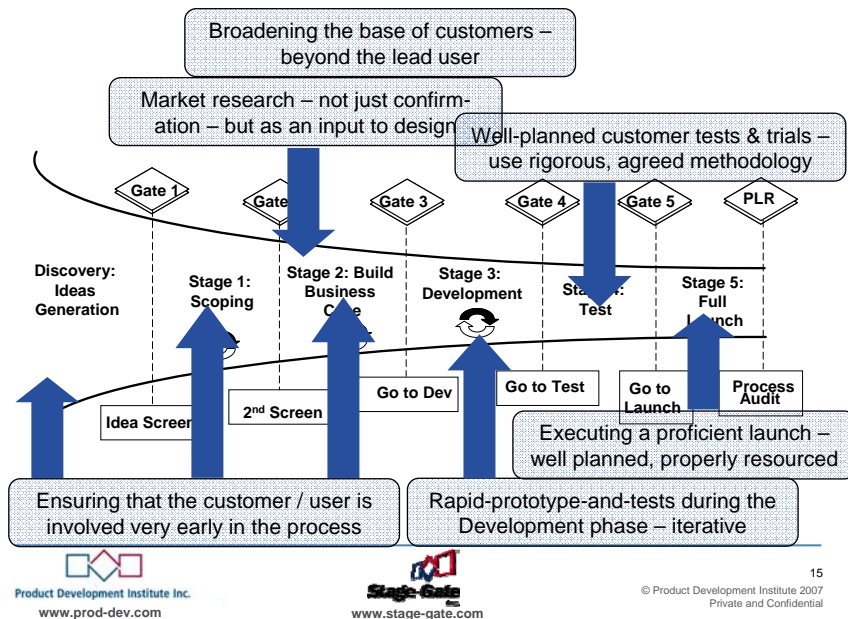 Broadening the base of customers –
beyond the lead user
Market research – not just confirm-
ation – but as an input to design
Well-planned customer tests & trials –
use rigorous, agreed methodology
Gate 1
Gate
Gate 3
Gate 4
Gate 5
PLR
Discovery:
Ideas
Generation
Stage 1:
Scoping
Stage 2: Build
Business
Stage 3:
Development
Test
Stage 5:
Full
Launch
Idea Screen
2nd Screen
Go to Dev
Go to Test
Go to
Launch
Process
Audit
Executing a proficient launch –
well planned, properly resourced
Ensuring that the customer / user is
involved very early in the process
Rapid-prototype-and-tests during the
Development phase – iterative
Product Development Institute Inc.
www.prod-dev.com
Stage-Gate
Inc.
www.stage-gate.com
15
© Product Development Institute 2007
Private and Confidential